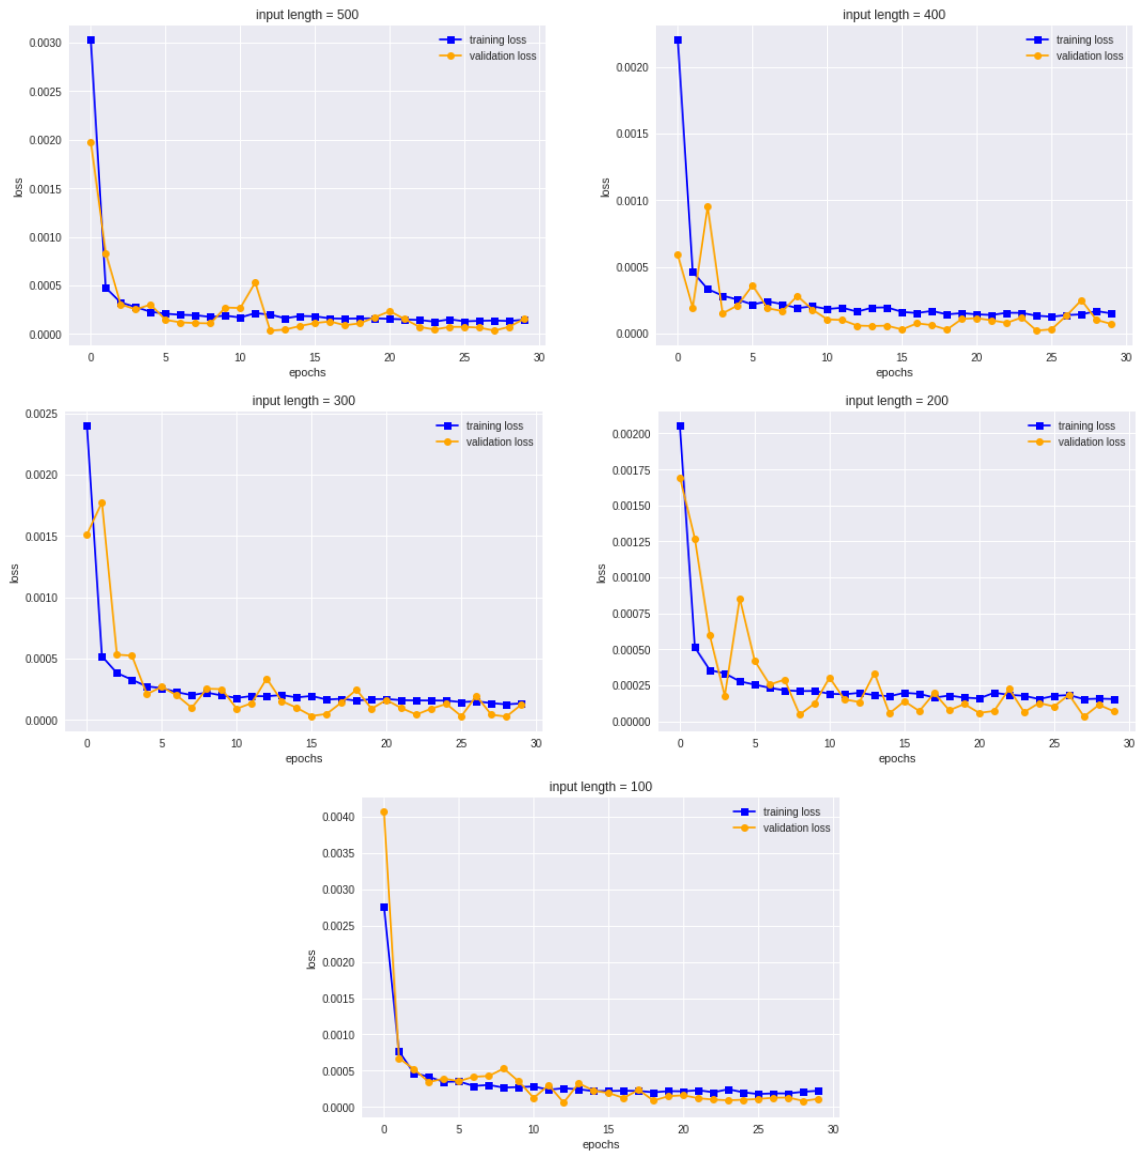 input length = 500
training loss
validation loss
0.0030
0.0025
0.0020
0.0015
0.0010
0.0005
0.0000
loss
0 5 10 15 20 25 30
epochs
input length = 400
training loss
validation loss
0.0020
0.0015
0.0010
0.0005
0.0000
loss
0 5 10 15 20 25 30
epochs
input length = 300
training loss
validation loss
0.0025
0.0020
0.0015
0.0010
0.0005
0.0000
loss
0 5 10 15 20 25 30
epochs
input length = 200
training loss
validation loss
0.00200
0.00175
0.00150
0.00125
0.00100
0.00075
0.00050
0.00025
0.00000
loss
0 5 10 15 20 25 30
epochs
input length = 100
training loss
validation loss
0.0040
0.0035
0.0030
0.0025
0.0020
0.0015
0.0010
0.0005
0.0000
loss
0 5 10 15 20 25 30
epochs